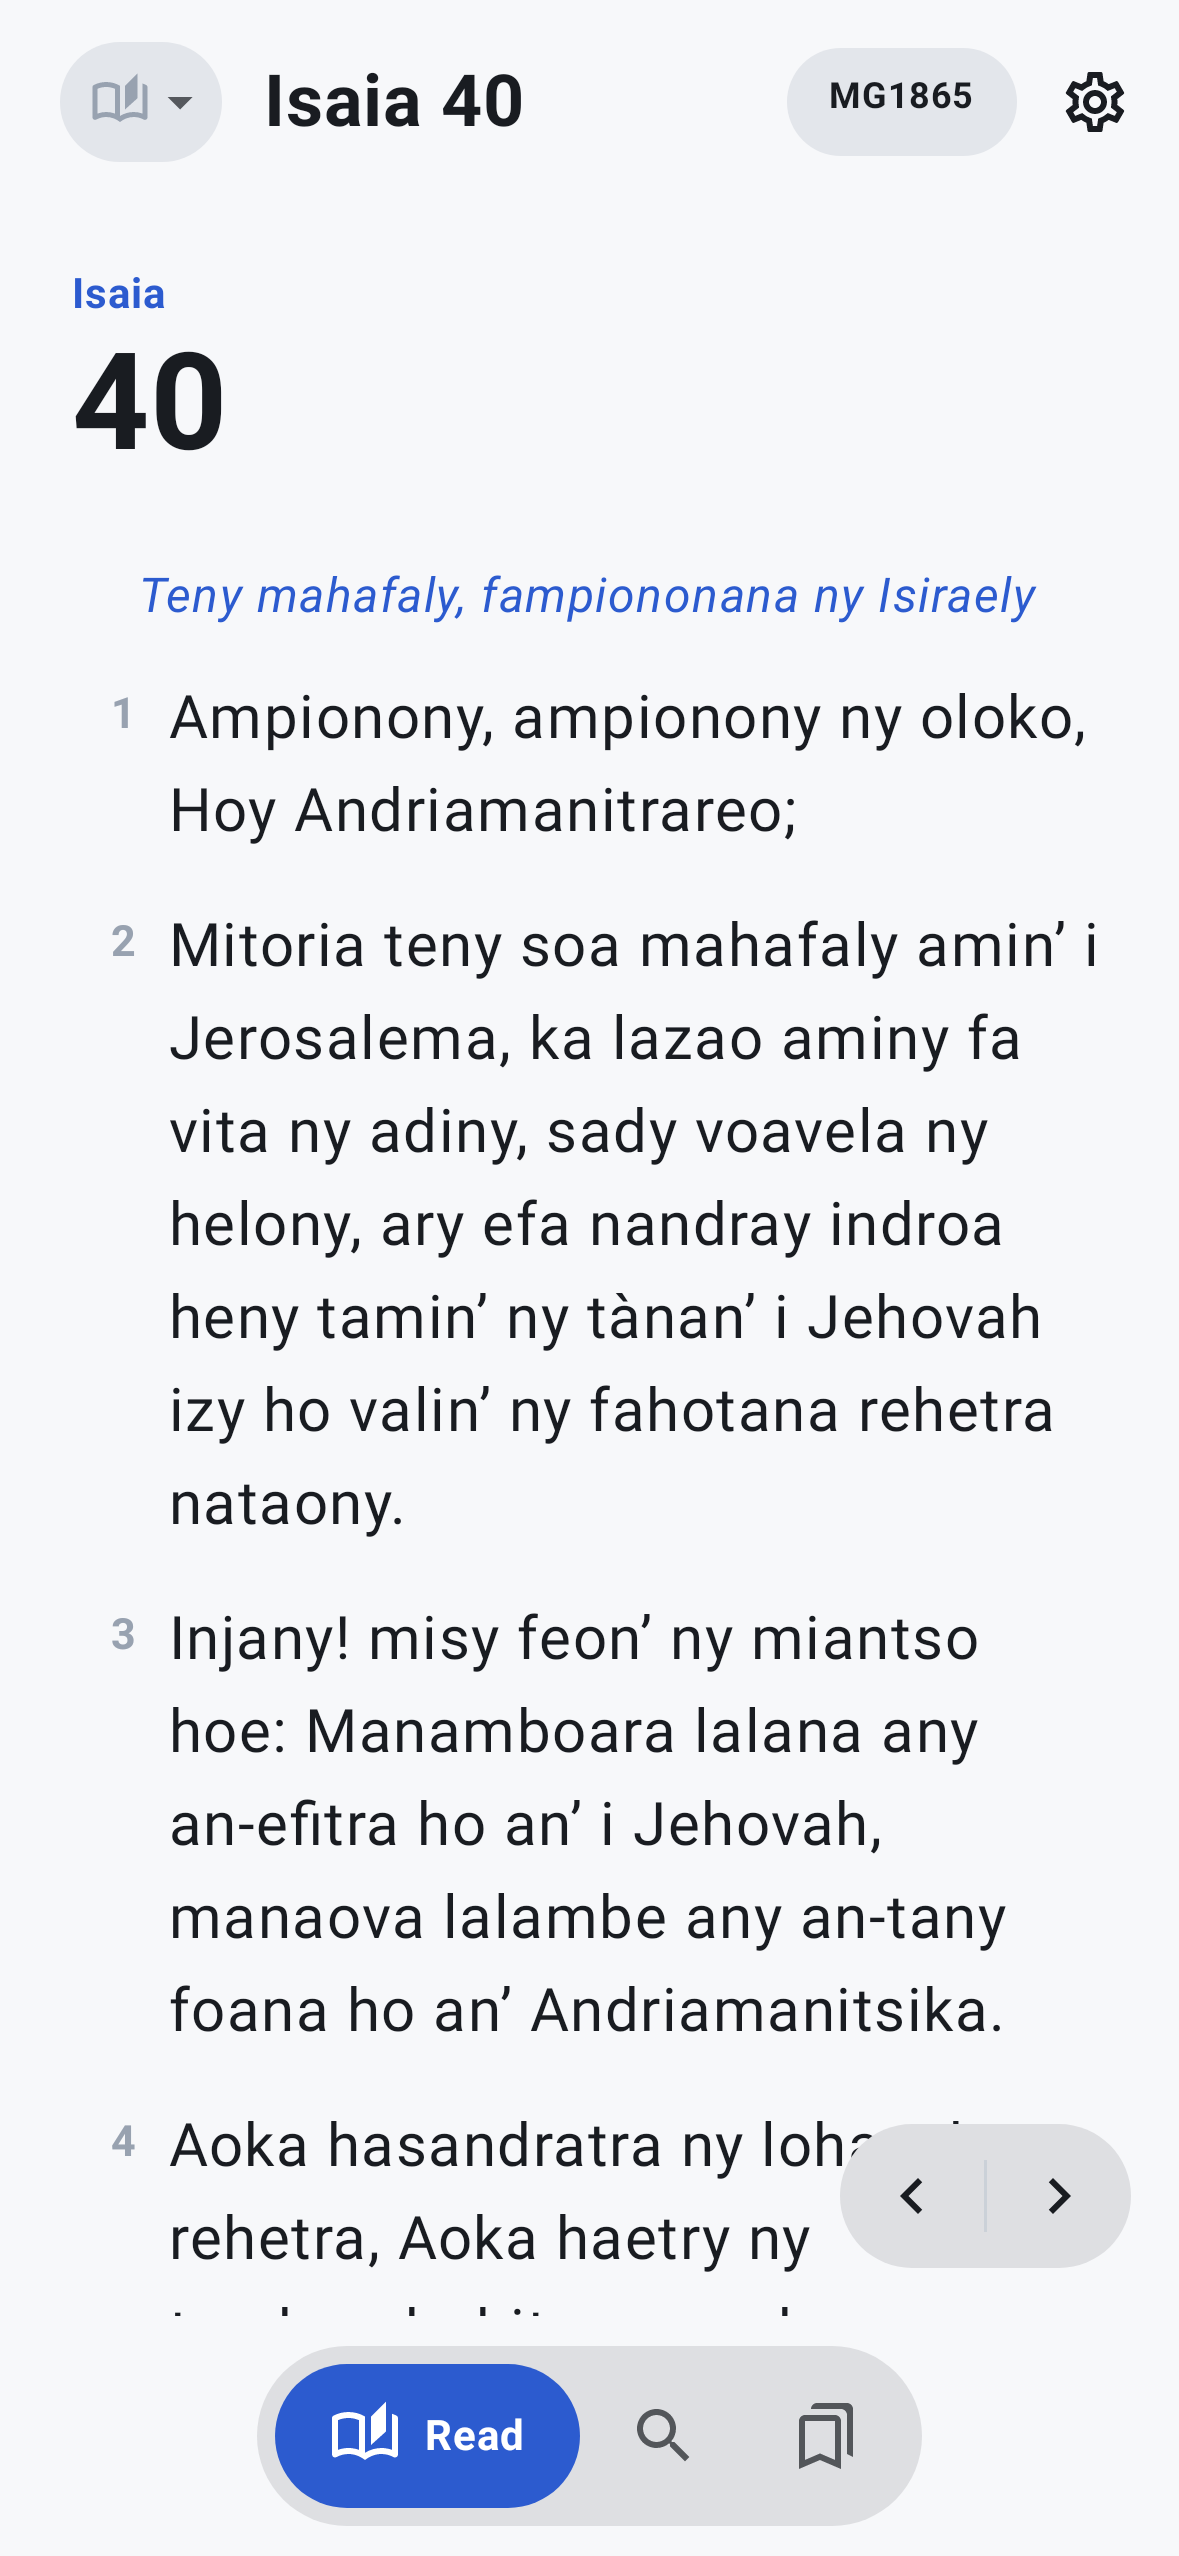 Isaia 40
MG1865
Isaia
40
Teny mahafaly, fampiononana ny Isiraely
1 Ampionony, ampionony ny oloko,
Hoy Andriamanitrareo;
2 Mitoria teny soa mahafaly amin’ i
Jerosalema, ka lazao aminy fa
vita ny adiny, sady voavela ny
helony, ary efa nandray indroa
heny tamin’ ny tànan’ i Jehovah
izy ho valin’ ny fahotana rehetra
nataony.
3 Injany! misy feon’ ny miantso
hoe: Manamboara lalana any
an-efitra ho an’ i Jehovah,
manaova lalambe any an-tany
foana ho an’ Andriamanitsika.
4 Aoka hasandratra ny
rehetra, Aoka haetry ny
Read